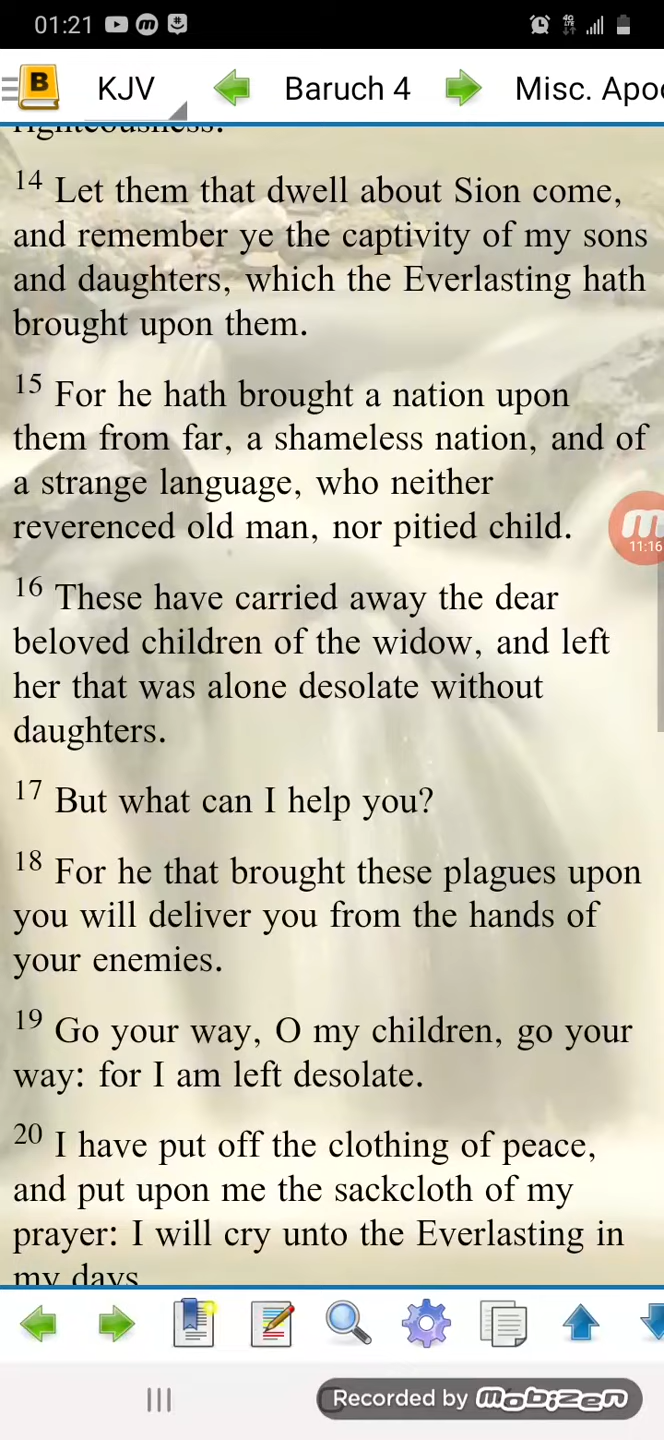 01:21
4G
LTE
B KJV Baruch 4 Misc. Apo
righteousness.
14 Let them that dwell about Sion come,
and remember ye the captivity of my sons
and daughters, which the Everlasting hath
brought upon them.
15 For he hath brought a nation upon
them from far, a shameless nation, and of
a strange language, who neither
reverenced old man, nor pitied child.
m
11:16
16 These have carried away the dear
beloved children of the widow, and left
her that was alone desolate without
daughters.
17 But what can I help you?
18 For he that brought these plagues upon
you will deliver you from the hands of
your enemies.
19 Go your way, O my children, go your
way: for I am left desolate.
20 I have put off the clothing of peace,
and put upon me the sackcloth of my
prayer: I will cry unto the Everlasting in
my days
Recorded by mobizen